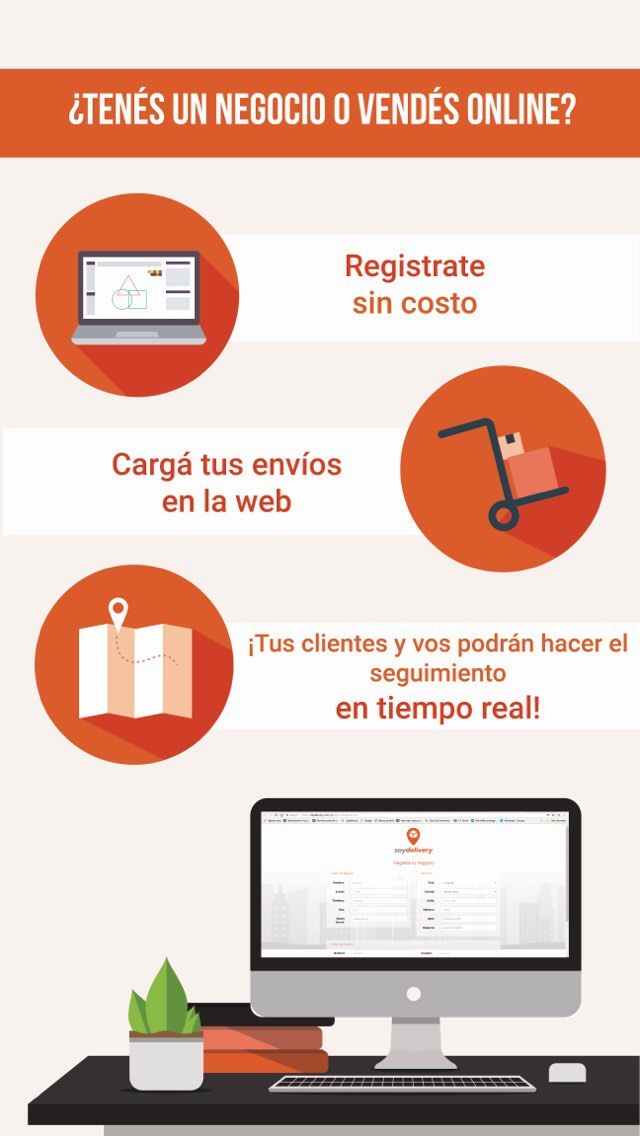 ¿TENÉS UN NEGOCIO O VENDÉS ONLINE?
Registrate
sin costo
Cargá tus envíos
en la web
¡Tus clientes y vos podrán hacer el
seguimiento
en tiempo real!
soydelivery
Registra tu negocio